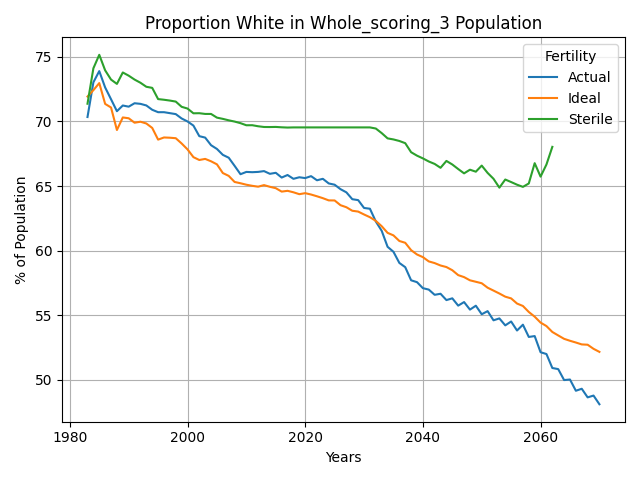 Proportion White in Whole_scoring_3 Population
Fertility
Actual
Ideal
Sterile
% of Population
75
70
65
60
55
50
1980
2000
2020
2040
2060
Years